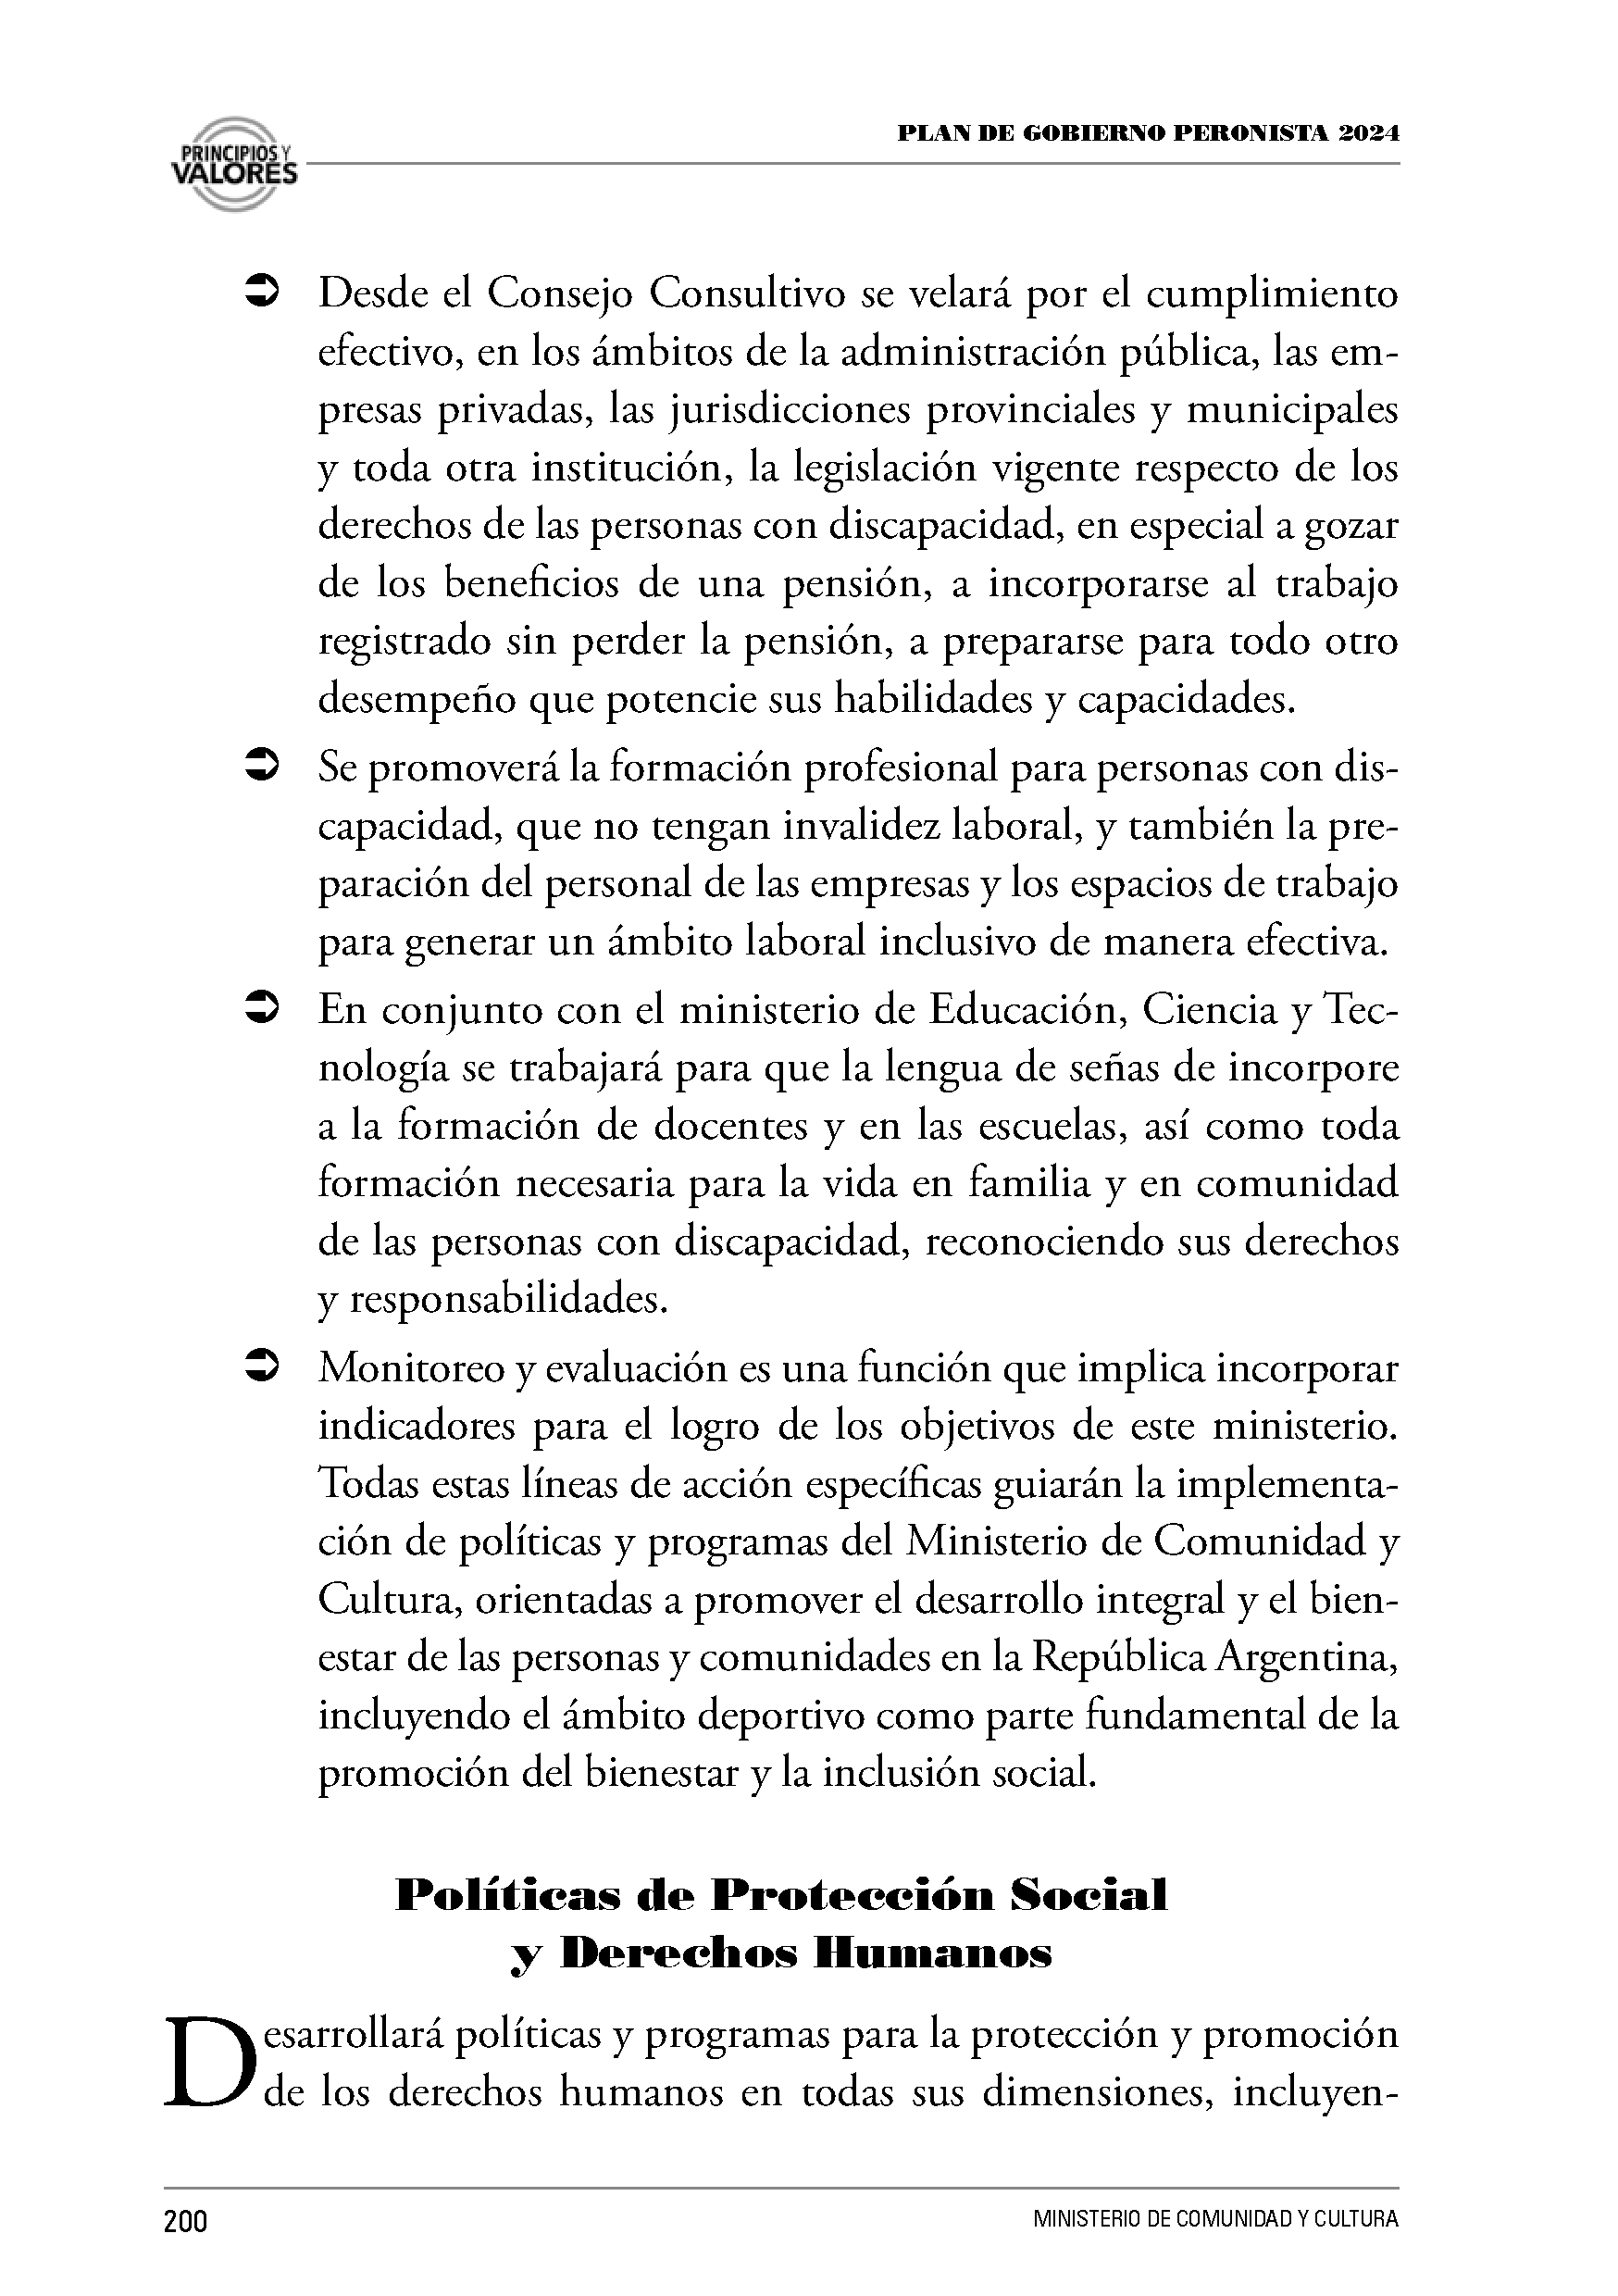 PRINCIPIOS Y
VALORES
PLAN DE GOBIERNO PERONISTA 2024
➲ Desde el Consejo Consultivo se velará por el cumplimiento
efectivo, en los ámbitos de la administración pública, las em-
presas privadas, las jurisdicciones provinciales y municipales
y toda otra institución, la legislación vigente respecto de los
derechos de las personas con discapacidad, en especial a gozar
de los beneficios de una pensión, a incorporarse al trabajo
registrado sin perder la pensión, a prepararse para todo otro
desempeño que potencie sus habilidades y capacidades.
➲ Se promoverá la formación profesional para personas con dis-
capacidad, que no tengan invalidez laboral, y también la pre-
paración del personal de las empresas y los espacios de trabajo
para generar un ámbito laboral inclusivo de manera efectiva.
➲ En conjunto con el ministerio de Educación, Ciencia y Tec-
nología se trabajará para que la lengua de señas de incorpore
a la formación de docentes y en las escuelas, así como toda
formación necesaria para la vida en familia y en comunidad
de las personas con discapacidad, reconociendo sus derechos
y responsabilidades.
➲ Monitoreo y evaluación es una función que implica incorporar
indicadores para el logro de los objetivos de este ministerio.
Todas estas líneas de acción específicas guiarán la implementa-
ción de políticas y programas del Ministerio de Comunidad y
Cultura, orientadas a promover el desarrollo integral y el bien-
estar de las personas y comunidades en la República Argentina,
incluyendo el ámbito deportivo como parte fundamental de la
promoción del bienestar y la inclusión social.
Políticas de Protección Social
y Derechos Humanos
Desarrollará políticas y programas para la protección y promoción
de los derechos humanos en todas sus dimensiones, incluyen-
200
MINISTERIO DE COMUNIDAD Y CULTURA